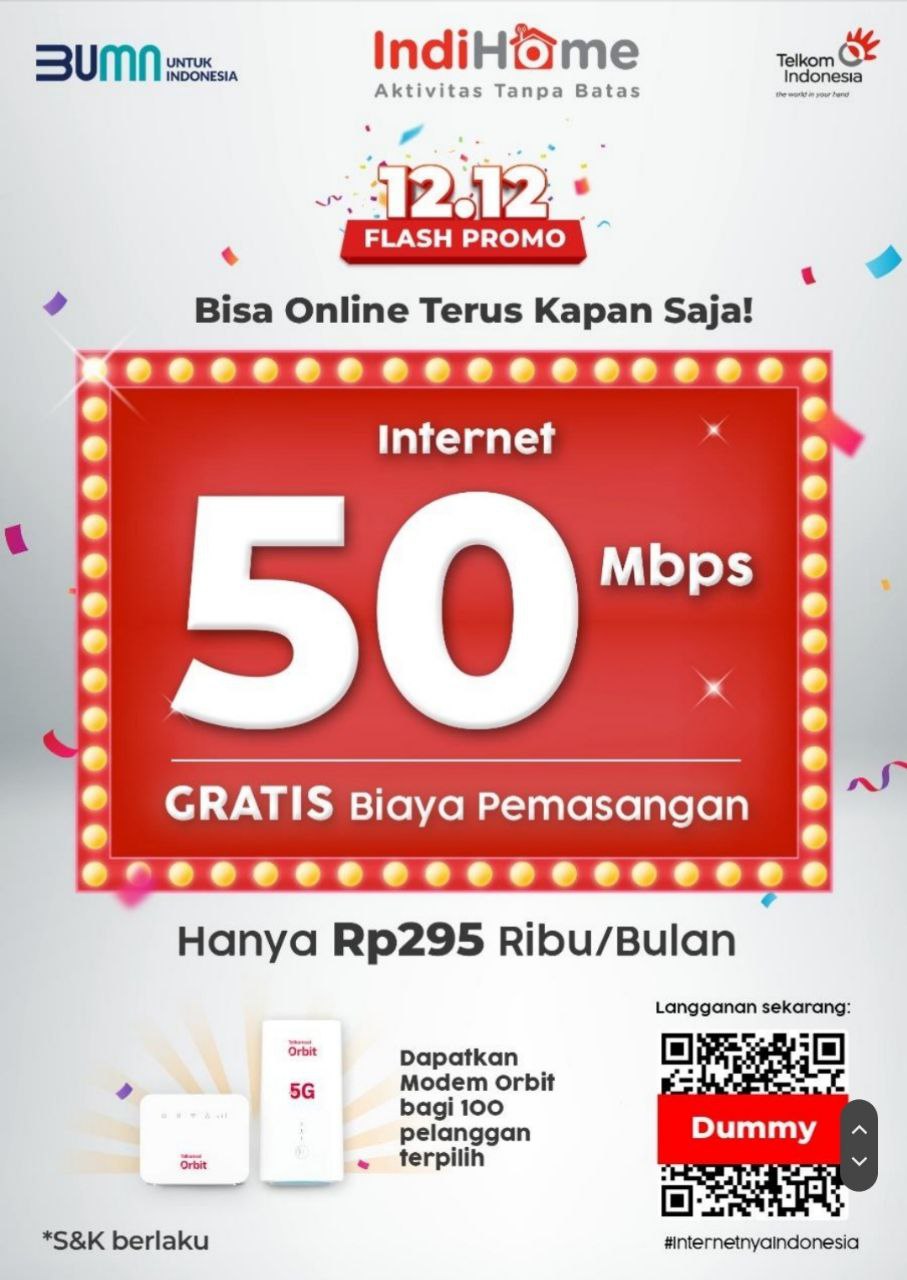 BUMN UNTUK
INDONESIA
IndiHome
Aktivitas Tanpa Batas
Telkom
Indonesia
the world in your hand
12.12
FLASH PROMO
Bisa Online Terus Kapan Saja!
Internet
50 Mbps
GRATIS Biaya Pemasangan
Hanya Rp295 Ribu/Bulan
Telkomsel
Orbit
5G
Telkomsel
Orbit
Dapatkan
Modem Orbit
bagi 100
pelanggan
terpilih
Langganan sekarang:
Dummy
#InternetnyaIndonesia
*S&K berlaku